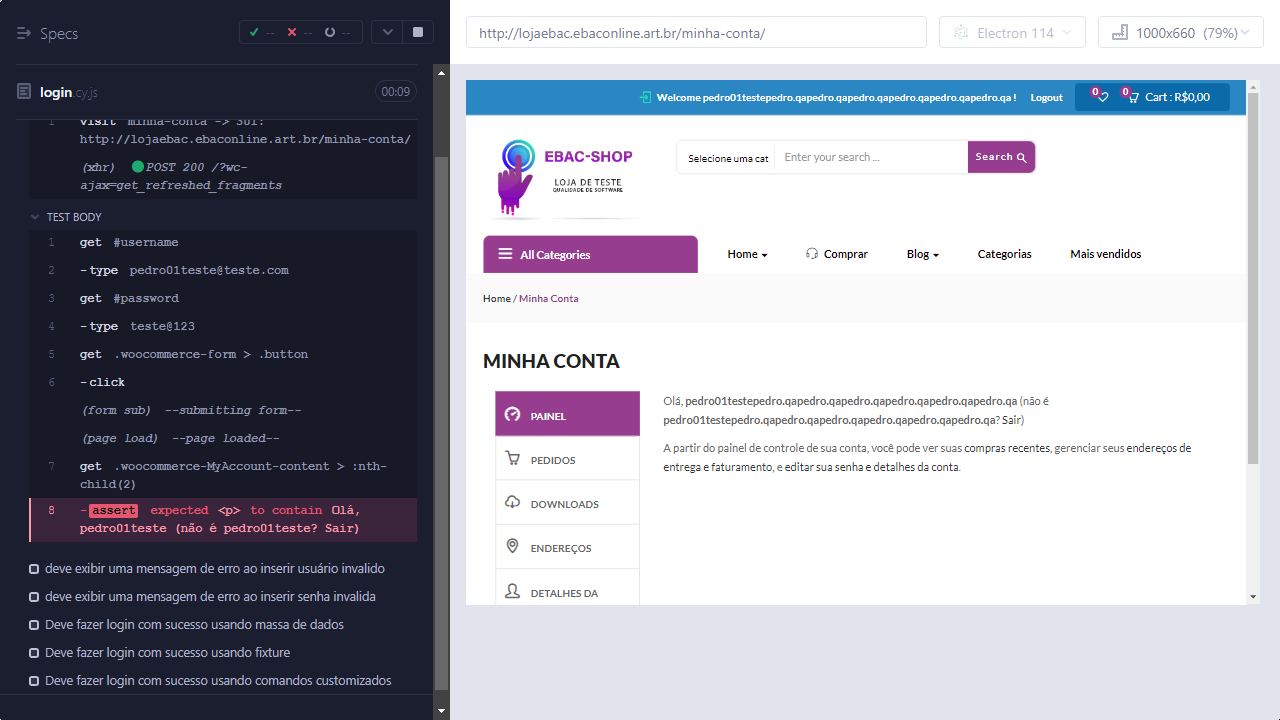 Specs
-- -- --
login.cy.js
00:09
1 visit minha-conta -> 301:
http://lojaebac.ebaconline.art.br/minha-conta/
(xhr) POST 200 /?wc-
ajax=get_refreshed_fragments
TEST BODY
1 get #username
2 -type pedro01teste@teste.com
3 get #password
4 -type teste@123
5 get .woocommerce-form > .button
6 -click
(form sub) --submitting form--
(page load) --page loaded--
7 get .woocommerce-MyAccount-content > :nth-
child(2)
8 -assert expected <p> to contain Olá,
pedro01teste (não é pedro01teste? Sair)
deve exibir uma mensagem de erro ao inserir usuário invalido
deve exibir uma mensagem de erro ao inserir senha invalida
Deve fazer login com sucesso usando massa de dados
Deve fazer login com sucesso usando fixture
Deve fazer login com sucesso usando comandos customizados
http://lojaebac.ebaconline.art.br/minha-conta/
Electron 114
1000x660 (79%)
Welcome pedro01testepedro.qapedro.qapedro.qapedro.qapedro.qapedro.qa !
Logout
0
0
Cart : R$0,00
EBAC-SHOP
LOJA DE TESTE
QUALIDADE DE SOFTWARE
Selecione uma cat
Enter your search ...
Search
All Categories
Home
Comprar
Blog
Categorias
Mais vendidos
Home / Minha Conta
MINHA CONTA
PAINEL
PEDIDOS
DOWNLOADS
ENDEREÇOS
DETALHES DA
Olá, pedro01testepedro.qapedro.qapedro.qapedro.qapedro.qapedro.qa (não é
pedro01testepedro.qapedro.qapedro.qapedro.qapedro.qapedro.qa? Sair)
A partir do painel de controle de sua conta, você pode ver suas compras recentes, gerenciar seus endereços de
entrega e faturamento, e editar sua senha e detalhes da conta.